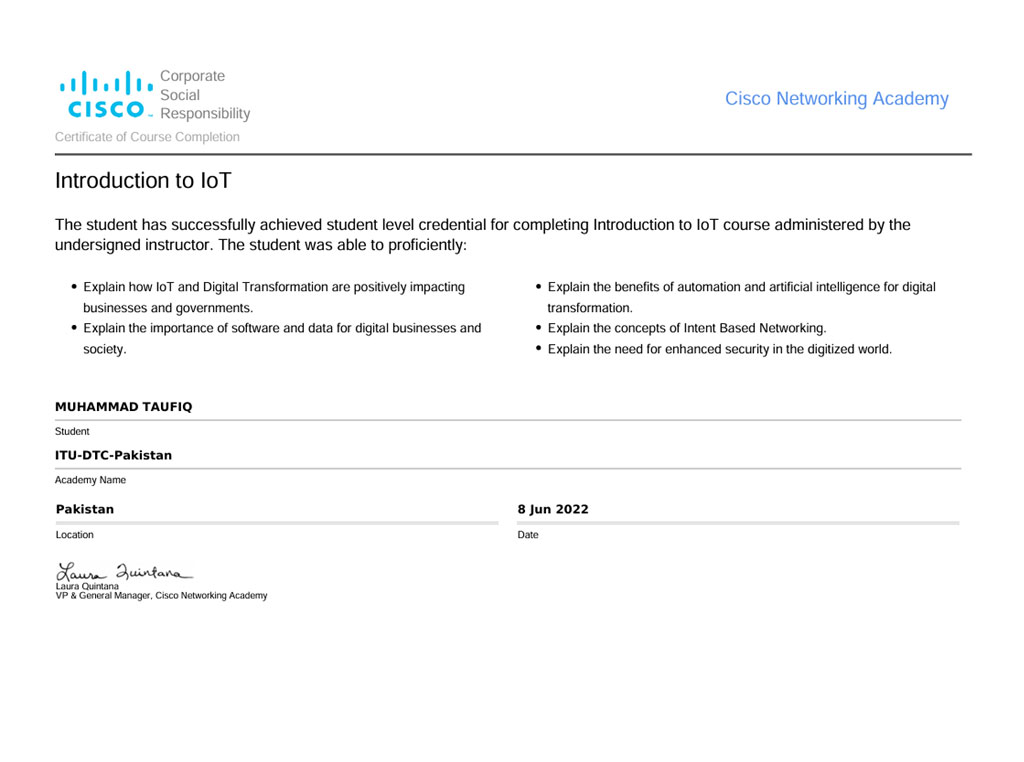 Corporate
Social
CISCO™ Responsibility
Cisco Networking Academy
Certificate of Course Completion
Introduction to IoT
The student has successfully achieved student level credential for completing Introduction to IoT course administered by the
undersigned instructor. The student was able to proficiently:
• Explain how IoT and Digital Transformation are positively impacting
businesses and governments.
• Explain the importance of software and data for digital businesses and
society.
• Explain the benefits of automation and artificial intelligence for digital
transformation.
• Explain the concepts of Intent Based Networking.
• Explain the need for enhanced security in the digitized world.
MUHAMMAD TAUFIQ
Student
ITU-DTC-Pakistan
Academy Name
Pakistan
Location
8 Jun 2022
Date
Laura Quintana
Laura Quintana
VP & General Manager, Cisco Networking Academy